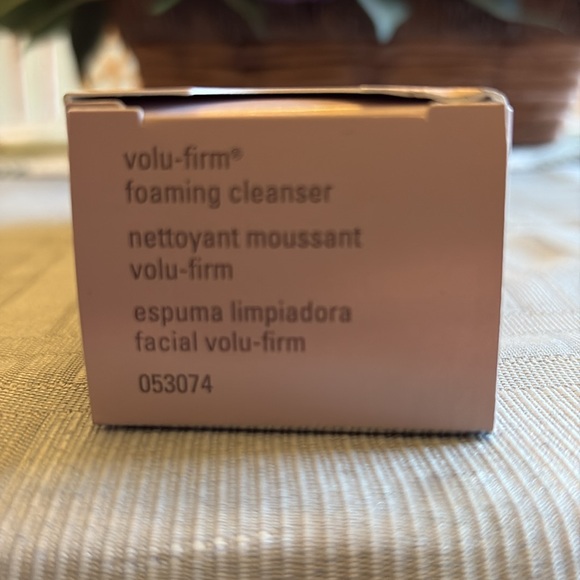 volu-firm®
foaming cleanser
nettoyant moussant
volu-firm
espuma limpiadora
facial volu-firm
053074